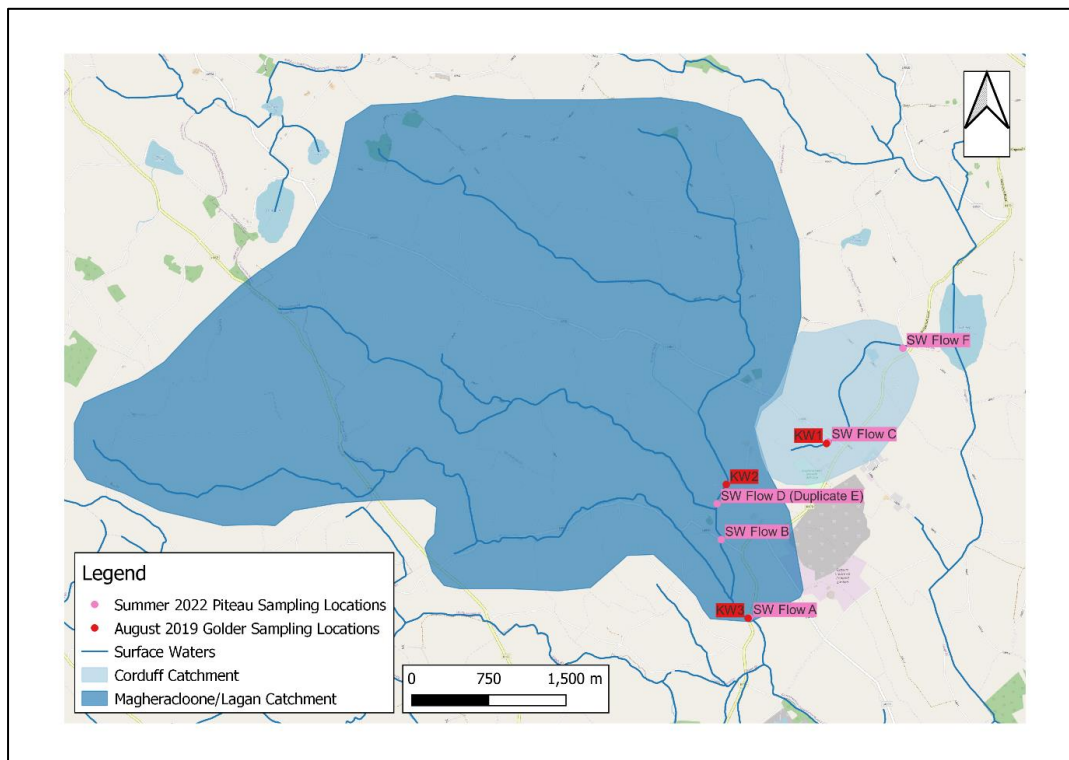 SW Flow F
KW1
SW Flow C
KW2
SW Flow D (Duplicate E)
SW Flow B
KW3
SW Flow A
Legend
Summer 2022 Piteau Sampling Locations
August 2019 Golder Sampling Locations
Surface Waters
Corduff Catchment
Magheracloone/Lagan Catchment
0 750 1,500 m